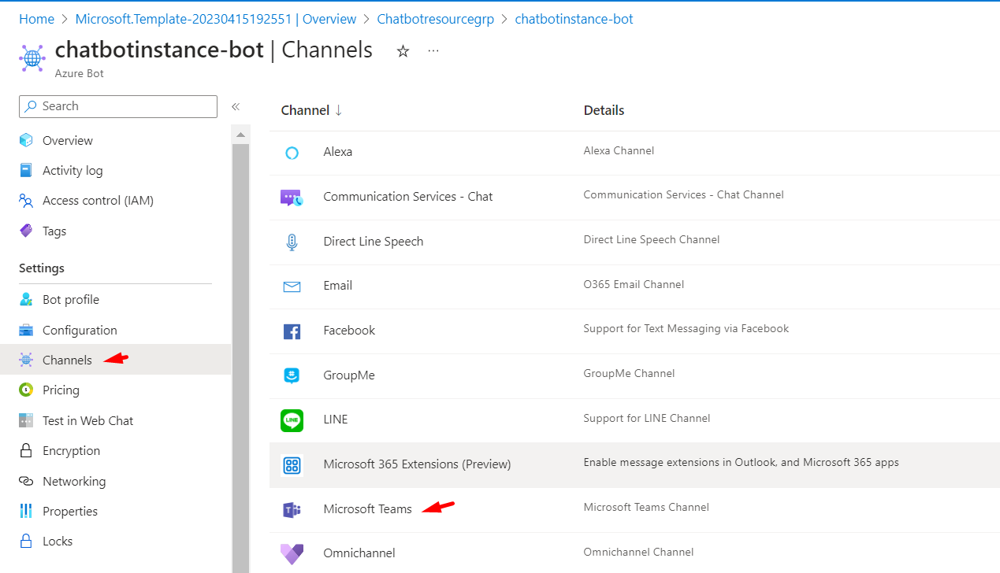 Home > Microsoft.Template-20230415192551 | Overview > Chatbotresourcegrp > chatbotinstance-bot
chatbotinstance-bot | Channels
Azure Bot
Search
Overview
Activity log
Access control (IAM)
Tags
Settings
Bot profile
Configuration
Channels
Pricing
Test in Web Chat
Encryption
Networking
Properties
Locks
Channel ↓ Details
Alexa Alexa Channel
Communication Services - Chat Communication Services - Chat Channel
Direct Line Speech Direct Line Speech Channel
Email O365 Email Channel
Facebook Support for Text Messaging via Facebook
GroupMe GroupMe Channel
LINE LINE Support for LINE Channel
Microsoft 365 Extensions (Preview) Enable message extensions in Outlook, and Microsoft 365 apps
Microsoft Teams Microsoft Teams Channel
Omnichannel Omnichannel Channel